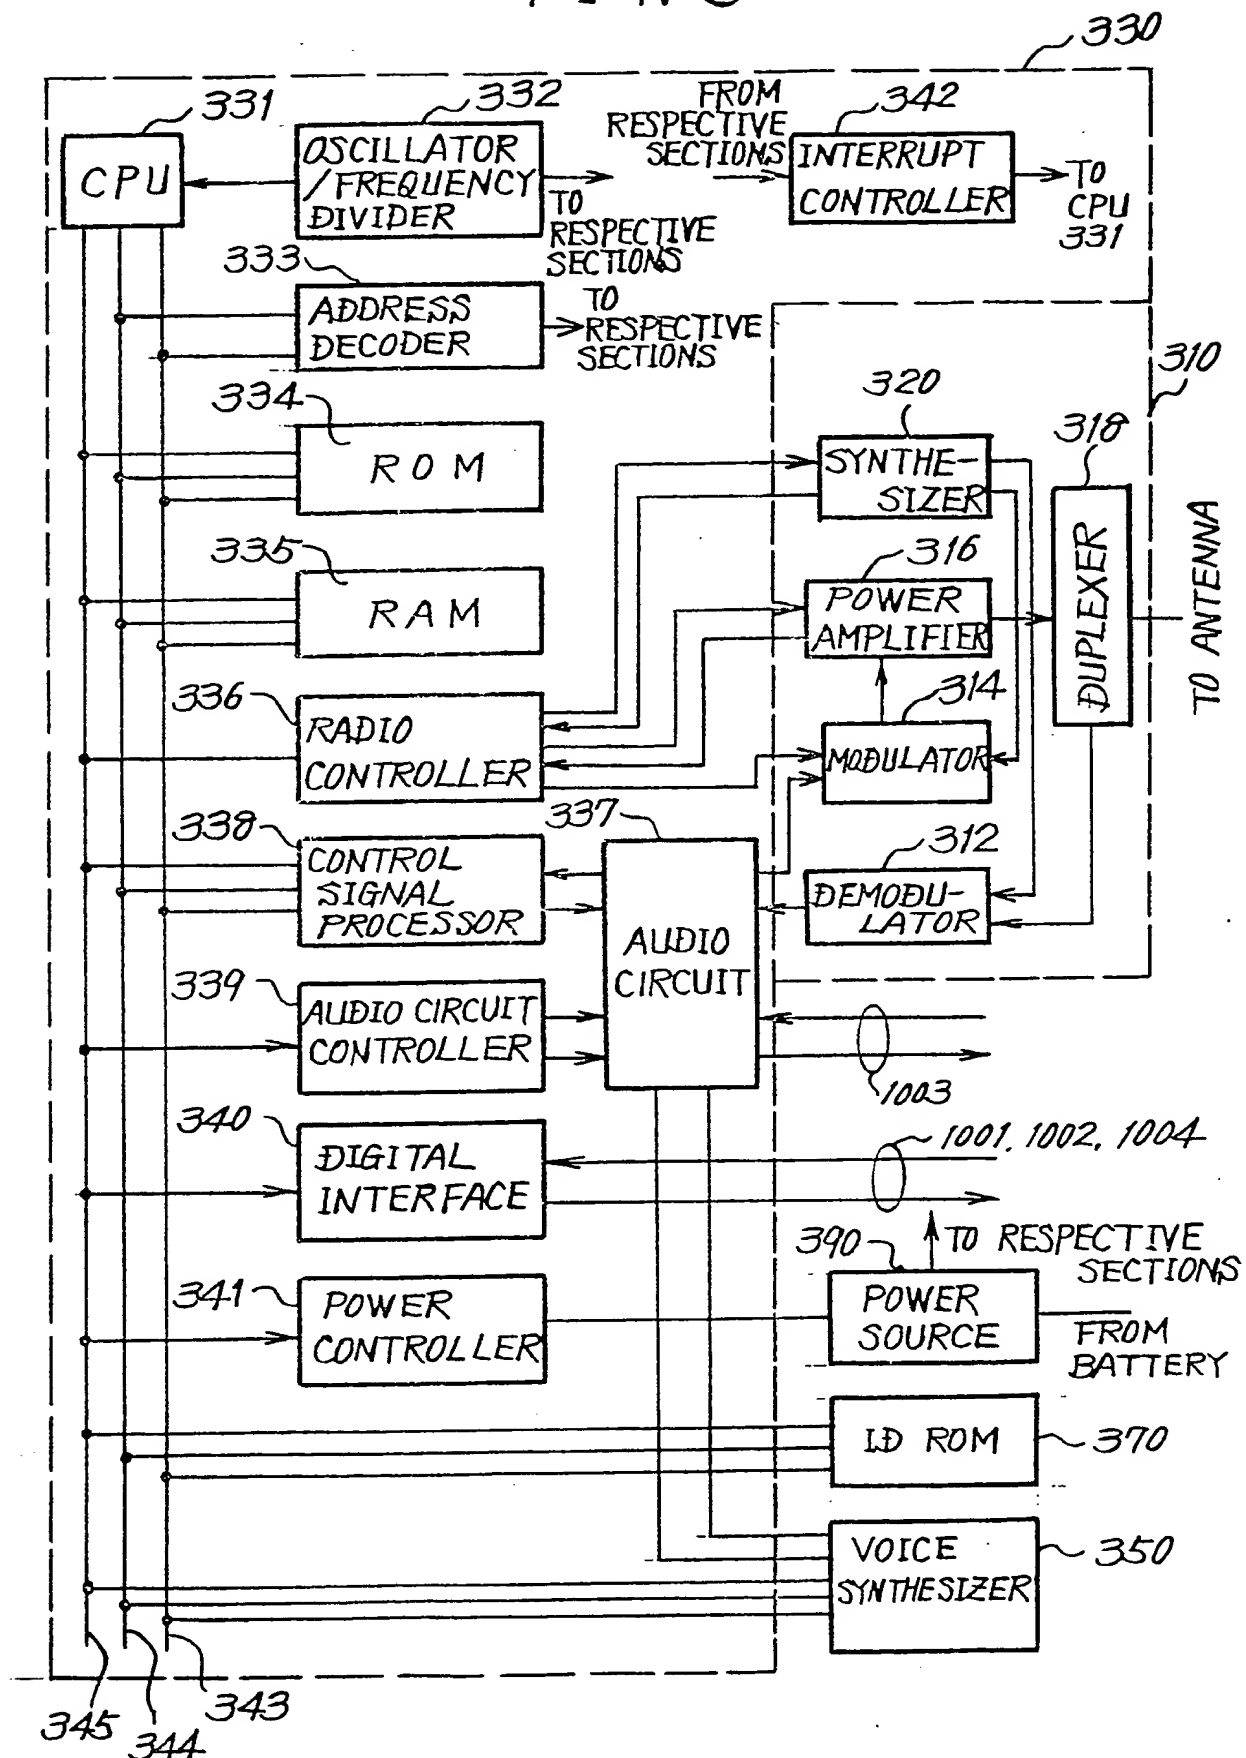 330
331
CPU
332
OSCILLATOR
/FREQUENCY
DIVIDER
TO
RESPECTIVE
SECTIONS
FROM
RESPECTIVE
SECTIONS
342
INTERRUPT
CONTROLLER
TO
CPU
331
333
ADDRESS
DECODER
TO
RESPECTIVE
SECTIONS
310
334
ROM
320
SYNTHE-
SIZER
318
DUPLEXER
TO ANTENNA
335
RAM
316
POWER
AMPLIFIER
336
RADIO
CONTROLLER
314
MODULATOR
338
CONTROL
SIGNAL
PROCESSOR
337
AUDIO
CIRCUIT
312
DEMODU-
LATOR
339
AUDIO CIRCUIT
CONTROLLER
1003
340
DIGITAL
INTERFACE
1001, 1002, 1004
341
POWER
CONTROLLER
390
TO RESPECTIVE
SECTIONS
POWER
SOURCE
FROM
BATTERY
ID ROM
370
VOICE
SYNTHESIZER
350
345
344
343